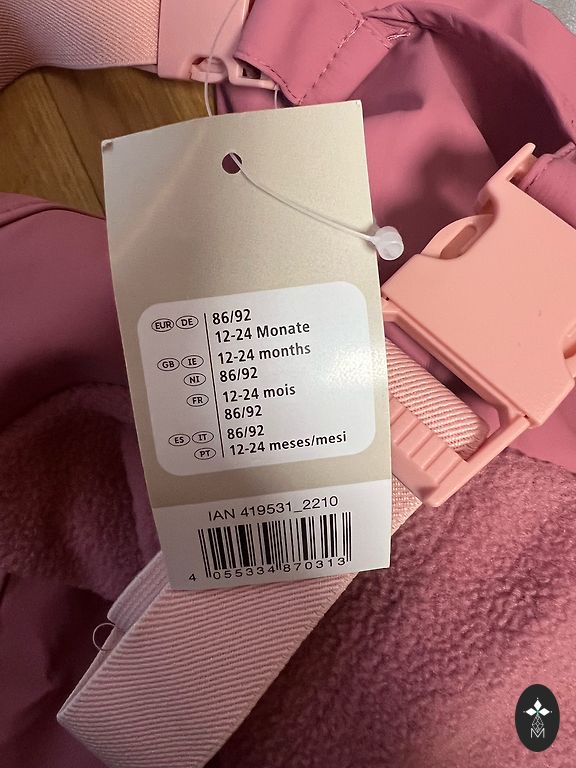 EUR DE 86/92
12-24 Monate
GB IE 12-24 months
NI 86/92
FR 12-24 mois
86/92
ES IT 86/92
PT 12-24 meses/mesi
IAN 419531_2210
4 055334 870313
M